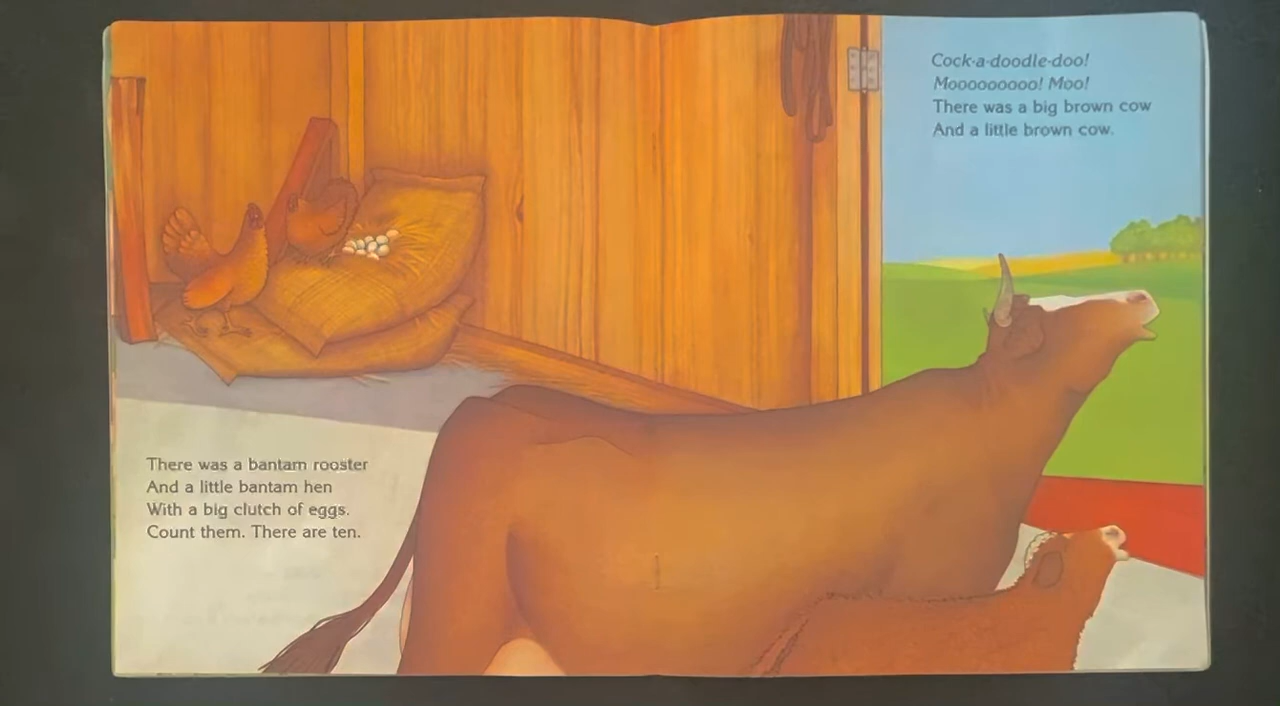 There was a bantam rooster
And a little bantam hen
With a big clutch of eggs.
Count them. There are ten.
Cock-a-doodle-doo!
Mooooooooo! Moo!
There was a big brown cow
And a little brown cow.